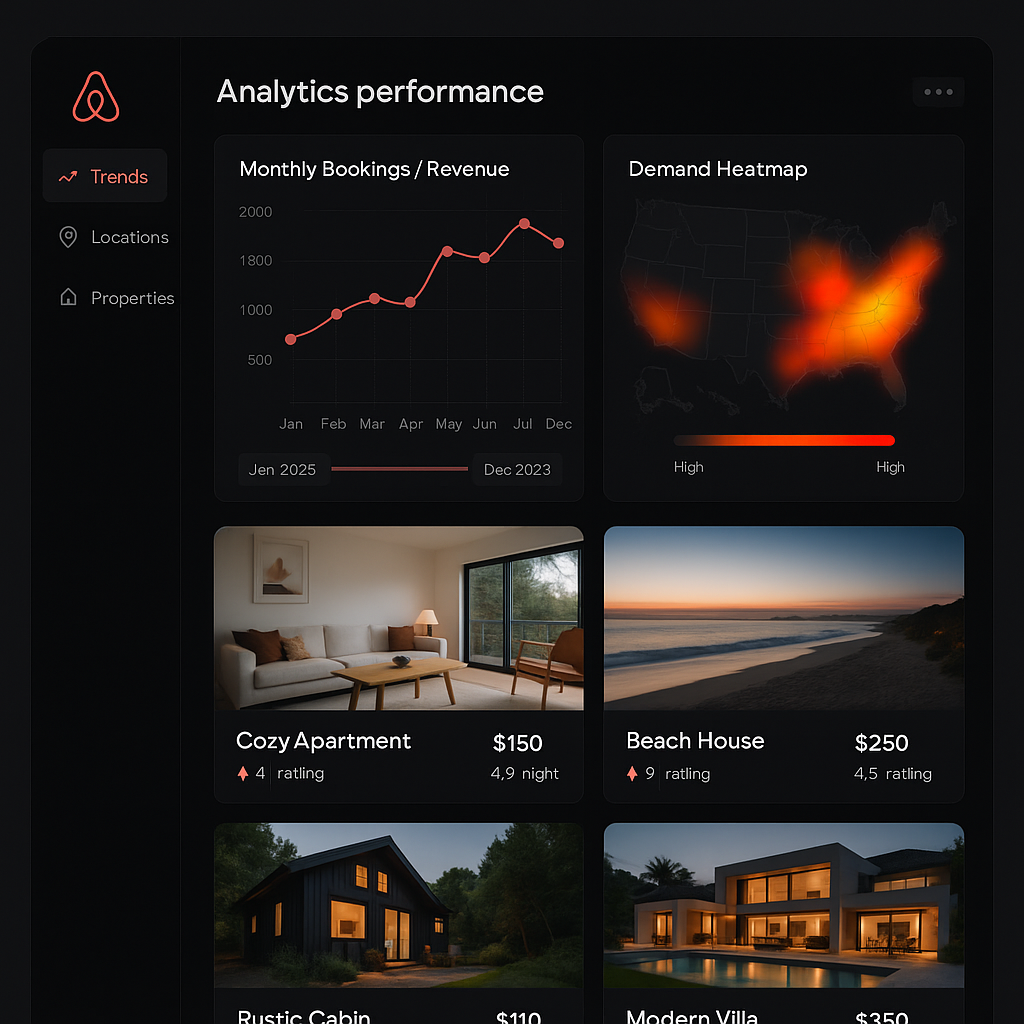 Analytics performance
Trends
Locations
Properties
Monthly Bookings / Revenue
2000
1800
1000
500
Jan Feb Mar Apr May Jun Jul Dec
Jen 2025 Dec 2023
Demand Heatmap
High High
Cozy Apartment $150
4 ratling 4,9 night
Beach House $250
9 ratling 4,5 ratling
Rustic Cabin $110
Modern Villa $350